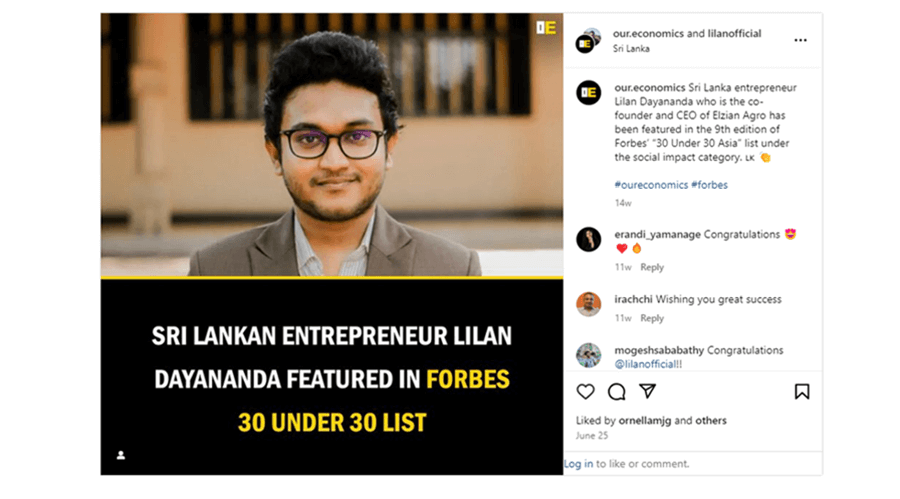 IE
SRI LANKAN ENTREPRENEUR LILAN
DAYANANDA FEATURED IN FORBES
30 UNDER 30 LIST
our.economics and lilanofficial
Sri Lanka
IE
our.economics Sri Lanka entrepreneur
Lilan Dayananda who is the co-
founder and CEO of Elzian Agro has
been featured in the 9th edition of
Forbes' "30 Under 30 Asia" list under
the social impact category. LK 👏
#oureconomics #forbes
14w
erandi_yamanage Congratulations 😍
❤️🔥
11w Reply
irachchi Wishing you great success
11w Reply
mogeshsababathy Congratulations
@lilanofficial!!
Liked by ornellamjg and others
June 25
Log in to like or comment.